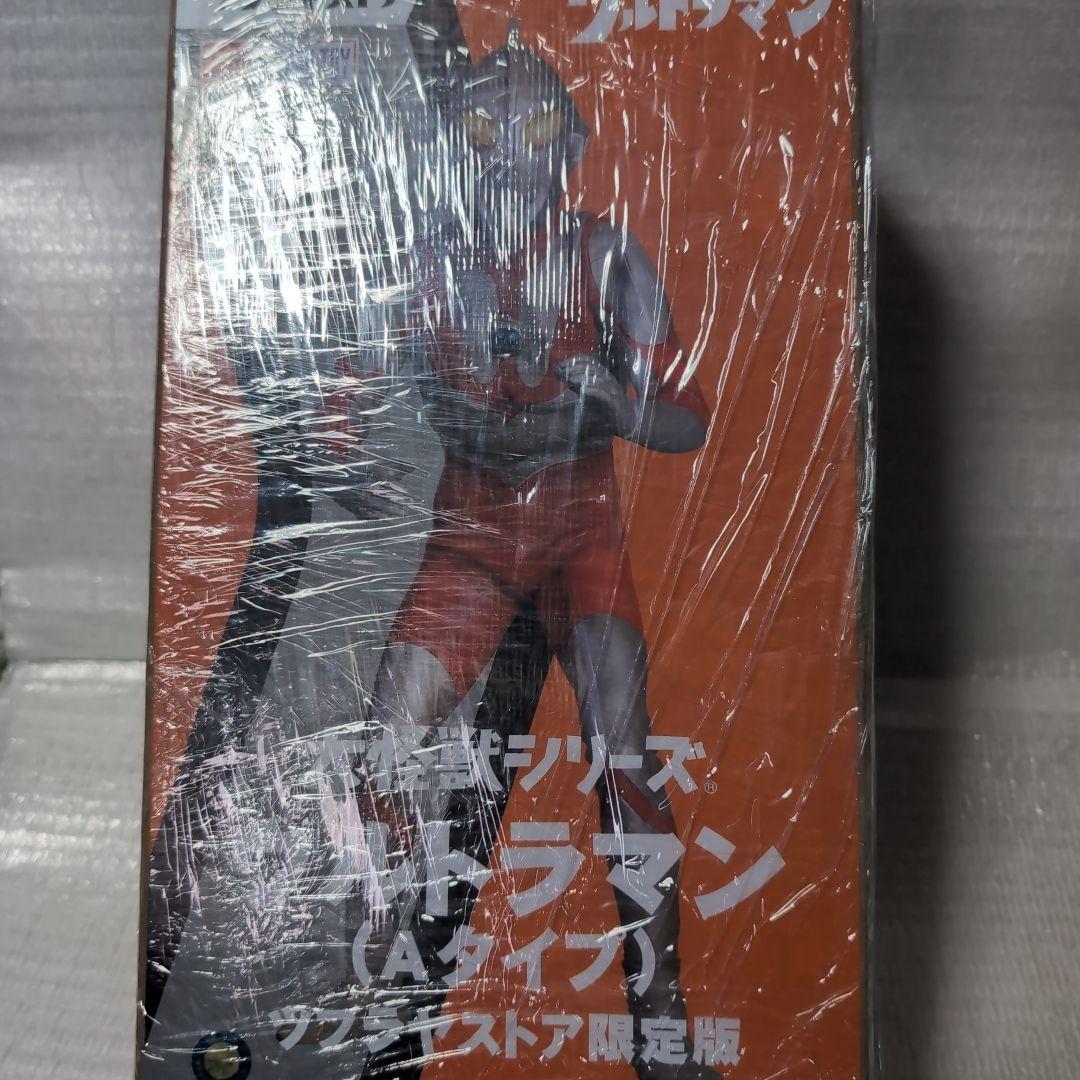 ウルトラマン
大怪獣シリーズ®
ウルトラマン
(Aタイプ)
ツブラヤストア限定版